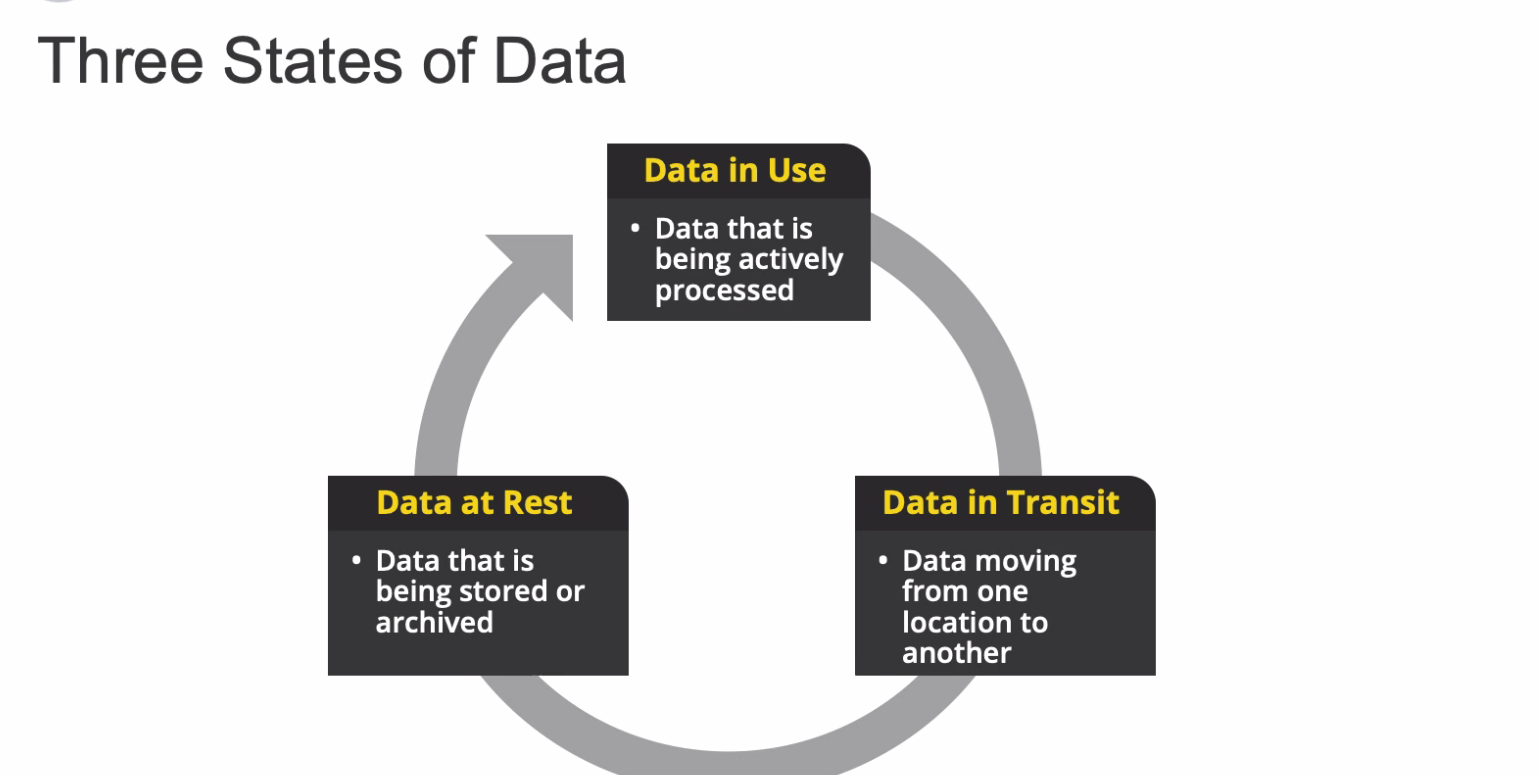 Three States of Data
Data in Use
• Data that is
being actively
processed
Data at Rest
• Data that is
being stored or
archived
Data in Transit
• Data moving
from one
location to
another